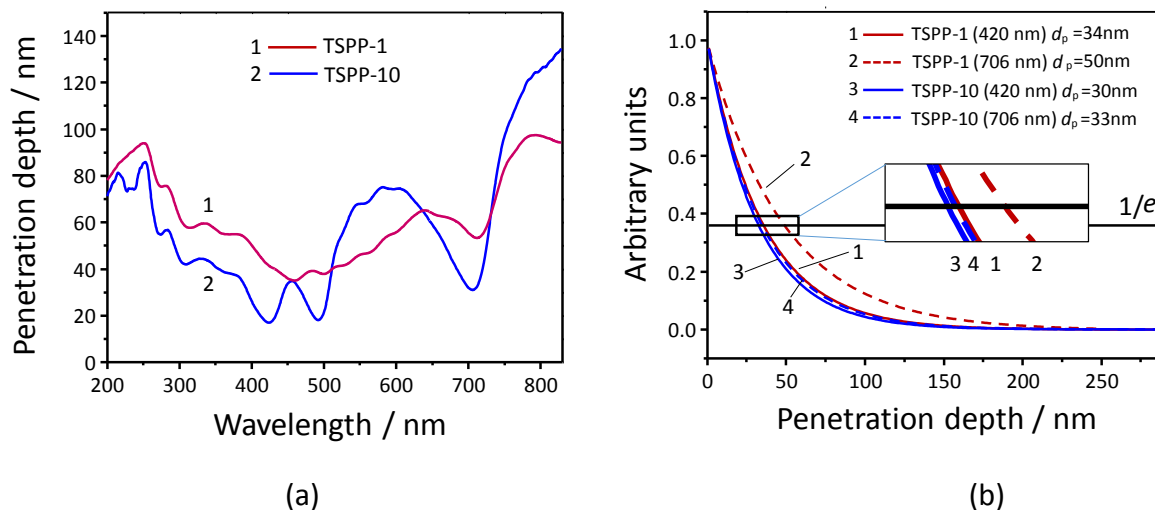 140
120
100
80
60
40
20
0
Penetration depth / nm
1 TSPP-1
2 TSPP-10
1
2
200 300 400 500 600 700 800
Wavelength / nm
(a)
1.0
0.8
0.6
0.4
0.2
0.0
Arbitrary units
1 TSPP-1 (420 nm) dp =34nm
2 TSPP-1 (706 nm) dp =50nm
3 TSPP-10 (420 nm) dp =30nm
4 TSPP-10 (706 nm) dp =33nm
2
1/e
3 4 1 2
1
3
4
0 50 100 150 200 250
Penetration depth / nm
(b)